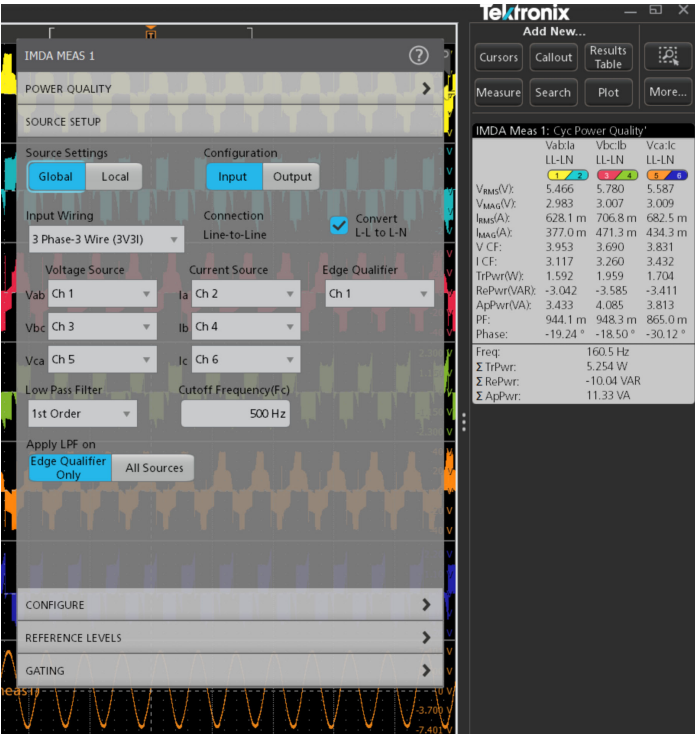 Tektronix
Add New...
Cursors
Callout
Results
Table
Measure
Search
Plot
More...
IMDA MEAS 1
?
POWER QUALITY
SOURCE SETUP
Source Settings
Configuration
Global
Local
Input
Output
Input Wiring
Connection
Convert
L-L to L-N
3 Phase-3 Wire (3V3I)
Line-to-Line
Voltage Source
Current Source
Edge Qualifier
Vab Ch 1
Ia Ch 2
Ch 1
Vbc Ch 3
Ib Ch 4
Vca Ch 5
Ic Ch 6
Low Pass Filter
Cutoff Frequency(Fc)
1st Order
500 Hz
Apply LPF on
Edge Qualifier
Only
All Sources
CONFIGURE
REFERENCE LEVELS
GATING
-3.700 V
-7.401 V
IMDA Meas 1: Cyc Power Quality'
Vab:Ia Vbc:Ib Vca:Ic
LL-LN LL-LN LL-LN
1 2 3 4 5 6
VRMS(V): 5.466 5.780 5.587
VMAG(V): 2.983 3.007 3.009
IRMS(A): 628.1 m 706.8 m 682.5 m
IMAG(A): 377.0 m 471.3 m 434.3 m
V CF: 3.953 3.690 3.831
I CF: 3.117 3.260 3.432
TrPwr(W): 1.592 1.959 1.704
RePwr(VAR): -3.042 -3.585 -3.411
ApPwr(VA): 3.433 4.085 3.813
PF: 944.1 m 948.3 m 865.0 m
Phase: -19.24 ° -18.50 ° -30.12 °
Freq: 160.5 Hz
Σ TrPwr: 5.254 W
Σ RePwr: -10.04 VAR
Σ ApPwr: 11.33 VA